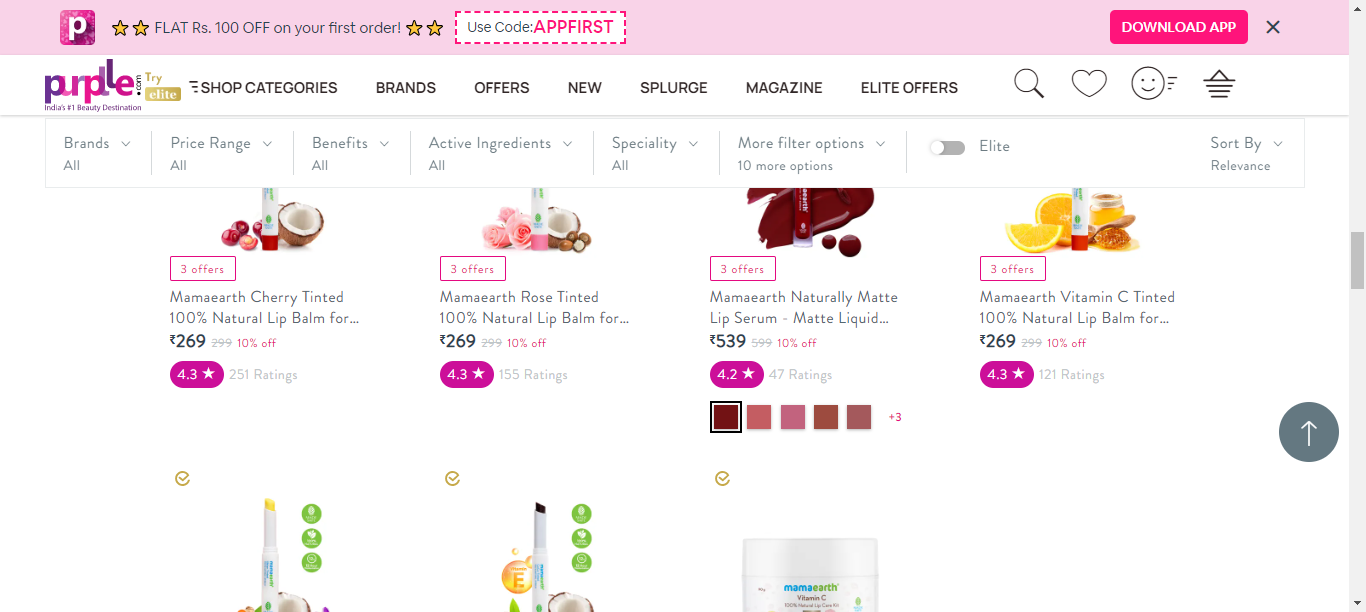 FLAT Rs. 100 OFF on your first order!
Use Code:APPFIRST
DOWNLOAD APP
purplle.com
India's #1 Beauty Destination
Try
elite
SHOP CATEGORIES
BRANDS
OFFERS
NEW
SPLURGE
MAGAZINE
ELITE OFFERS
Brands
All
Price Range
All
Benefits
All
Active Ingredients
All
Speciality
All
More filter options
10 more options
Elite
Sort By
Relevance
3 offers
Mamaearth Cherry Tinted
100% Natural Lip Balm for...
₹269 299 10% off
4.3 ★ 251 Ratings
3 offers
Mamaearth Rose Tinted
100% Natural Lip Balm for...
₹269 299 10% off
4.3 ★ 155 Ratings
3 offers
Mamaearth Naturally Matte
Lip Serum - Matte Liquid...
₹539 599 10% off
4.2 ★ 47 Ratings
+3
3 offers
Mamaearth Vitamin C Tinted
100% Natural Lip Balm for...
₹269 299 10% off
4.3 ★ 121 Ratings
mamaearth
Vitamin E
mamaearth
mamaearth
Vitamin C
100% Natural Lip Care Kit